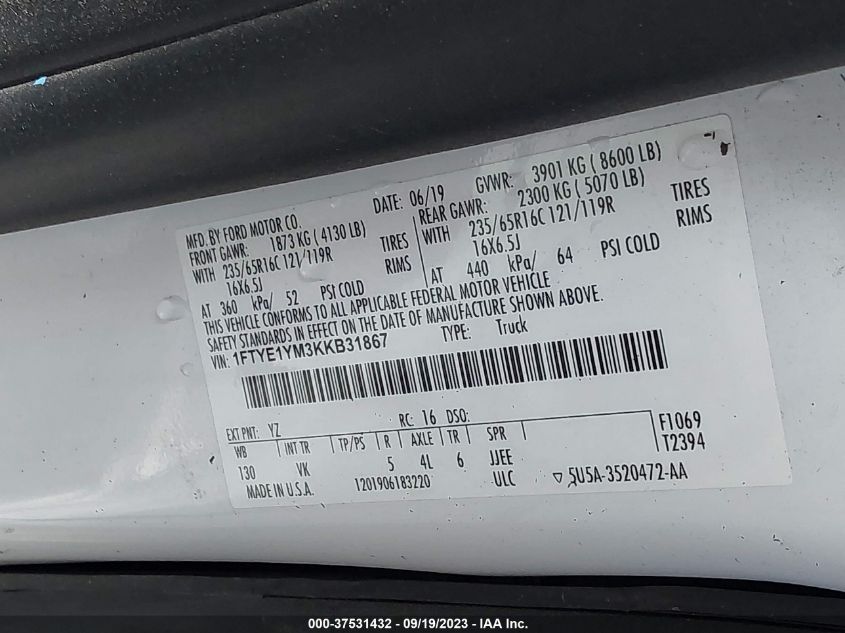 MFD. BY FORD MOTOR CO. DATE: 06/19 GVWR: 3901 KG ( 8600 LB)
FRONT GAWR: 1873 KG ( 4130 LB) REAR GAWR: 2300 KG ( 5070 LB)
WITH 235/65R16C 121/119R TIRES WITH 235/65R16C 121/119R TIRES
16X6.5J RIMS 16X6.5J RIMS
AT 360 kPa/ 52 PSI COLD AT 440 kPa/ 64 PSI COLD
THIS VEHICLE CONFORMS TO ALL APPLICABLE FEDERAL MOTOR VEHICLE
SAFETY STANDARDS IN EFFECT ON THE DATE OF MANUFACTURE SHOWN ABOVE.
VIN: 1FTYE1YM3KKB31867 TYPE: Truck
EXT PNT: YZ RC: 16 DSO: F1069
WB INT TR TP/PS R AXLE TR SPR T2394
130 VK 5 4L 6 JJEE
MADE IN U.S.A. 1201906183220 ULC ▽ 5U5A-3520472-AA
000-37531432 - 09/19/2023 - IAA Inc.